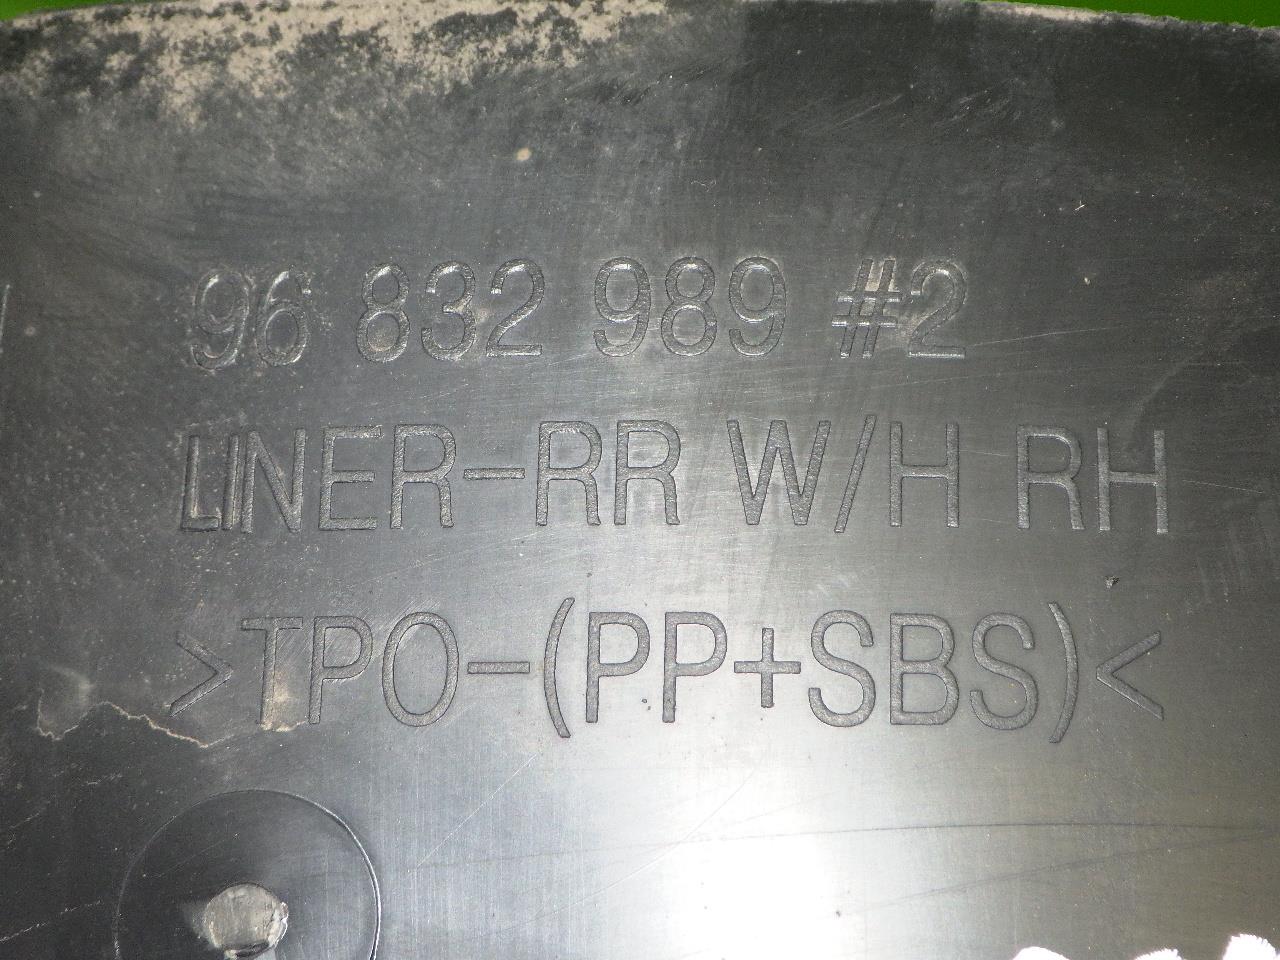 96 832 989 #2
LINER-RR W/H RH
>TPO-(PP+SBS)<